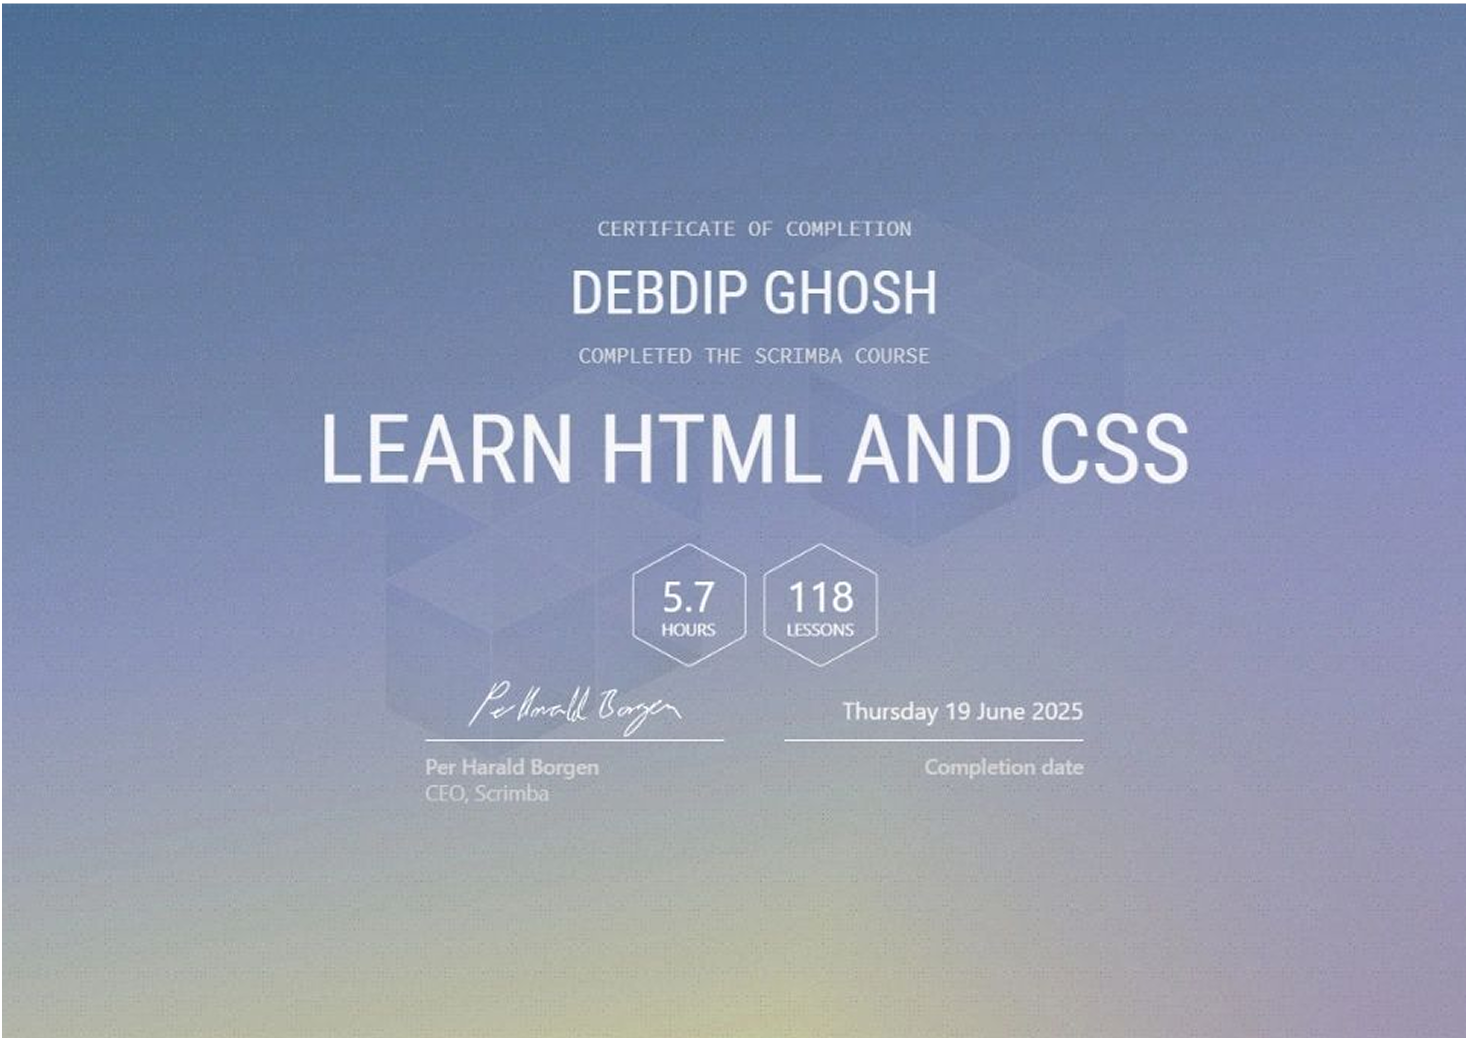 CERTIFICATE OF COMPLETION
DEBDIP GHOSH
COMPLETED THE SCRIMBA COURSE
LEARN HTML AND CSS
5.7
HOURS
118
LESSONS
Per Harald Borgen
Thursday 19 June 2025
Per Harald Borgen
CEO, Scrimba
Completion date